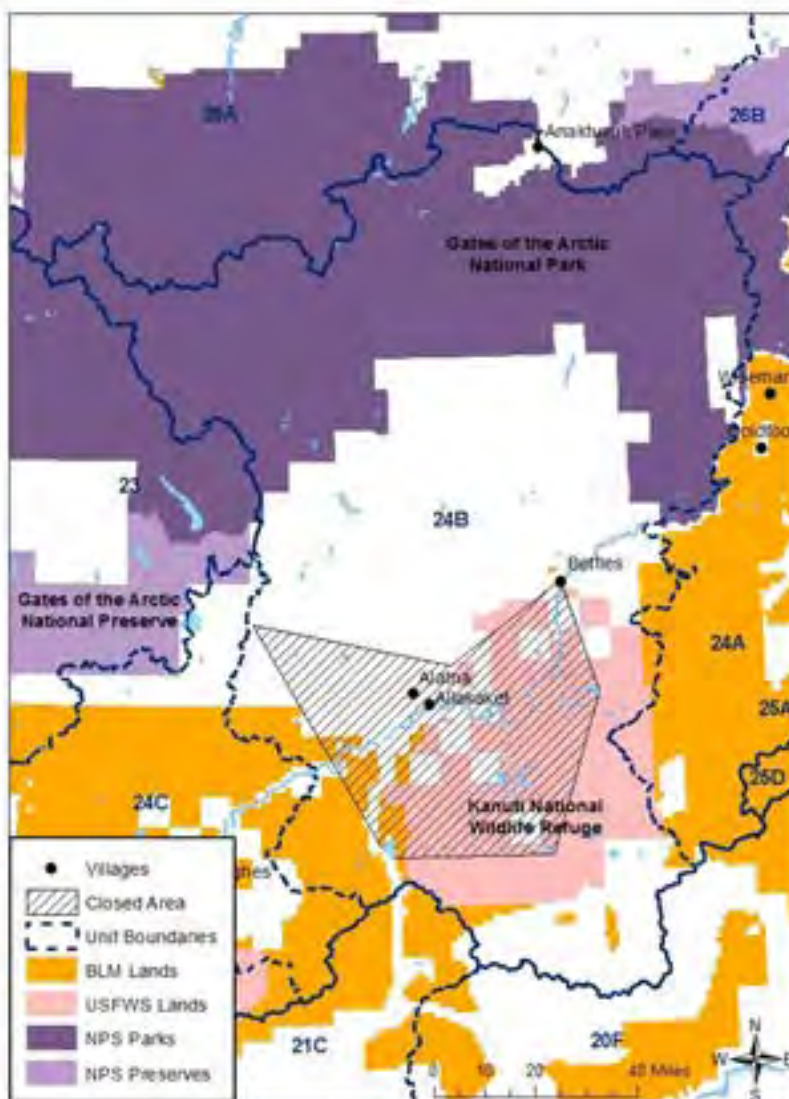 26A
26B
Anaktuvuk Pass
Gates of the Arctic
National Park
Wiseman
23
24B
Bettles
Gates of the Arctic
National Preserve
24A
Alatna
Allakaket
25A
25D
24C
Kanuti National
Wildlife Refuge
Villages
Closed Area
Unit Boundaries
BLM Lands
USFWS Lands
NPS Parks
NPS Preserves
21C
20F
N
W
E
S
0
20
40 Miles